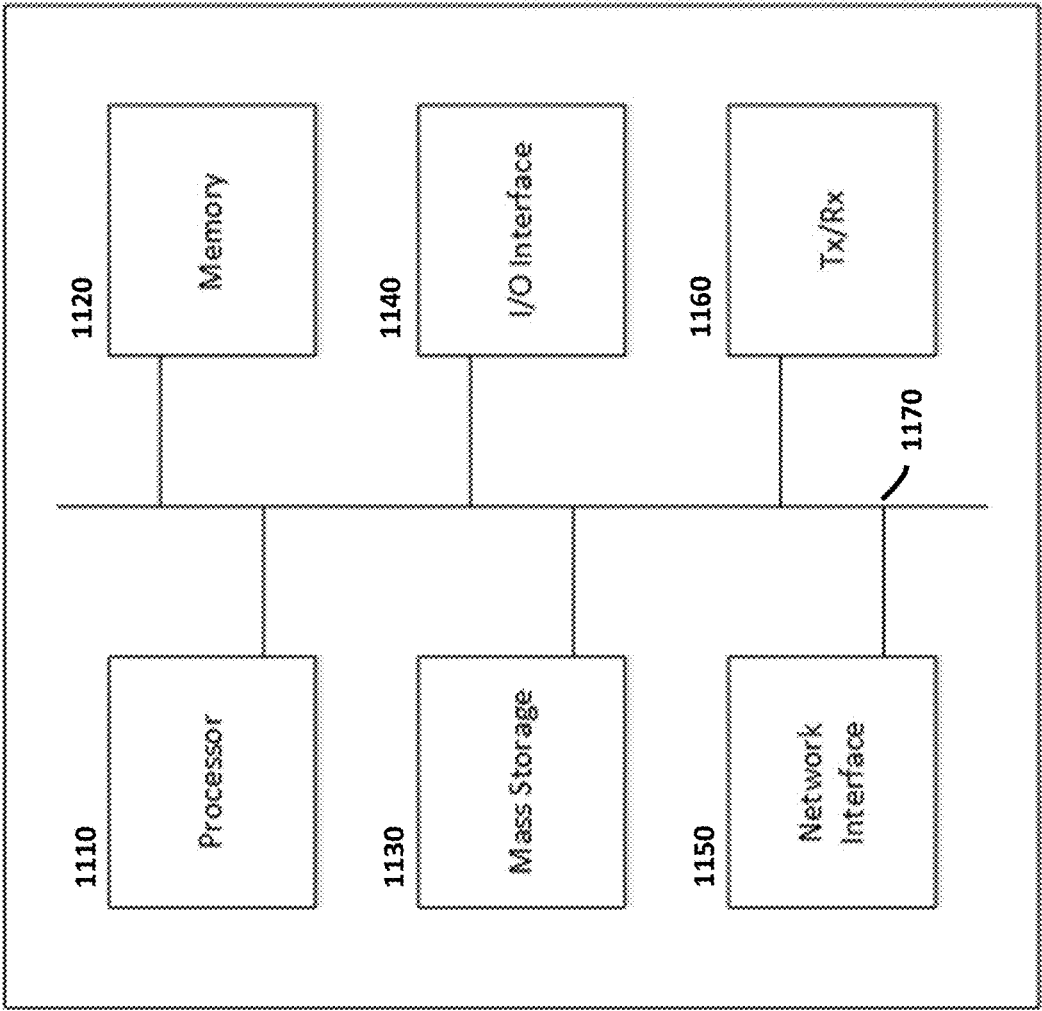 1110
Processor
1120
Memory
1130
Mass Storage
1140
I/O Interface
1150
Network
Interface
1160
Tx/Rx
1170